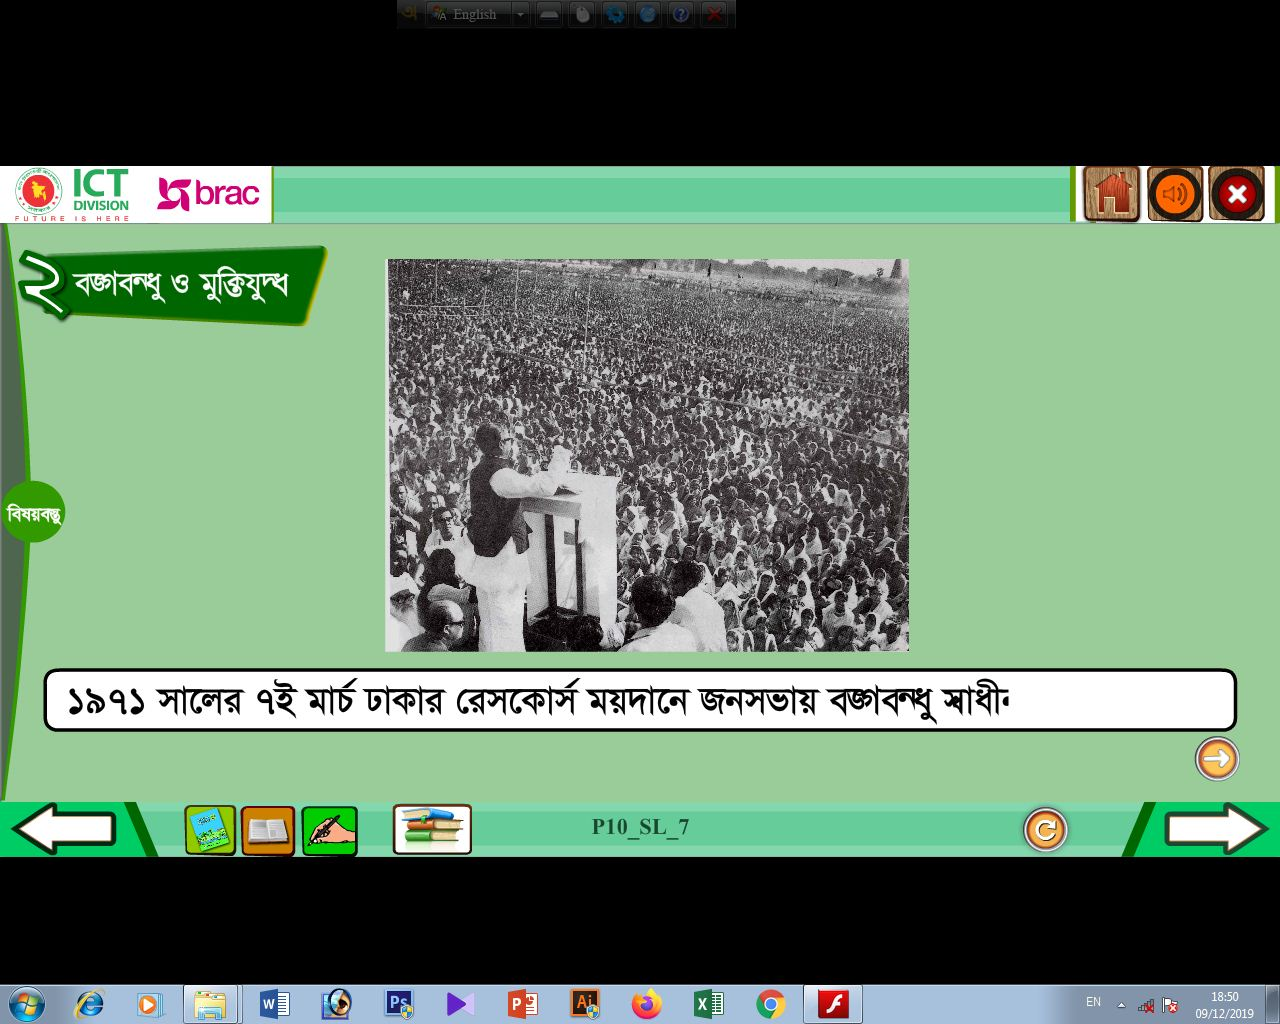 English
ICT
DIVISION
FUTURE IS HERE
brac
২ বঙ্গবন্ধু ও মুক্তিযুদ্ধ
বিষয়বস্তু
১৯৭১ সালের ৭ই মার্চ ঢাকার রেসকোর্স ময়দানে জনসভায় বঙ্গবন্ধু
P10_SL_7
EN
18:50
09/12/2019